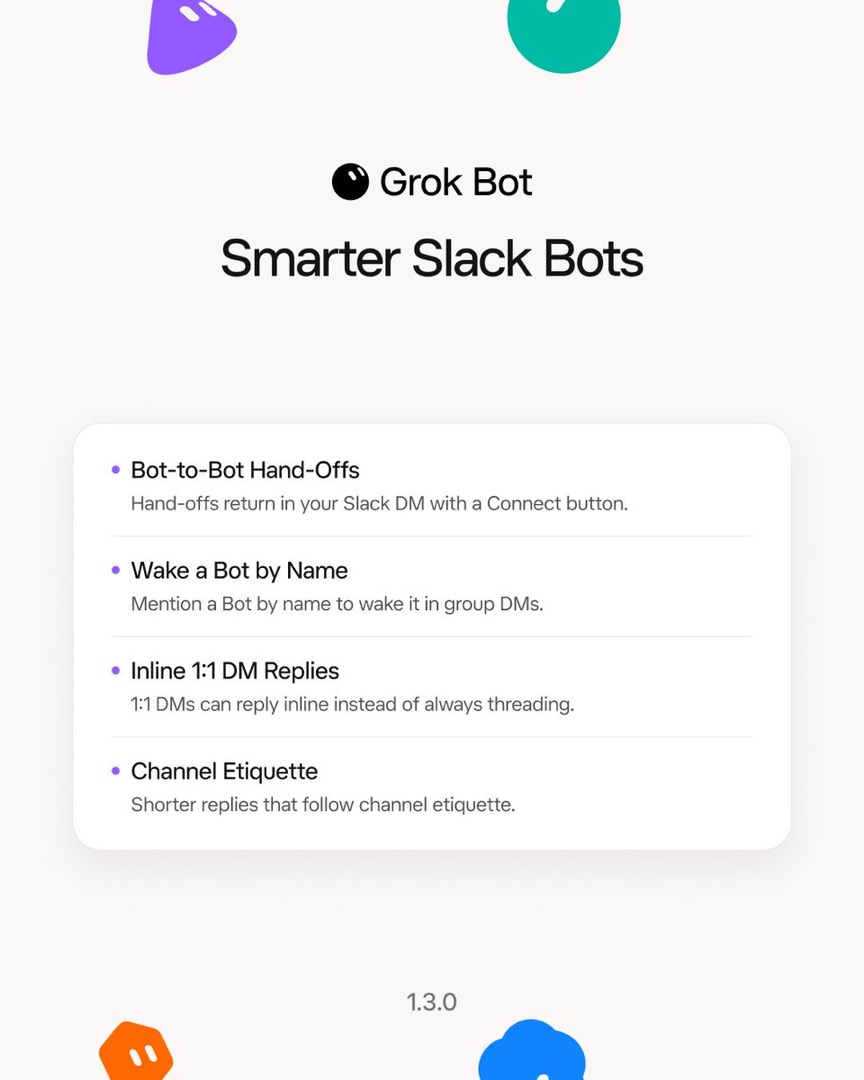 Grok Bot
Smarter Slack Bots
Bot-to-Bot Hand-Offs
Hand-offs return in your Slack DM with a Connect button.
Wake a Bot by Name
Mention a Bot by name to wake it in group DMs.
Inline 1:1 DM Replies
1:1 DMs can reply inline instead of always threading.
Channel Etiquette
Shorter replies that follow channel etiquette.
1.3.0